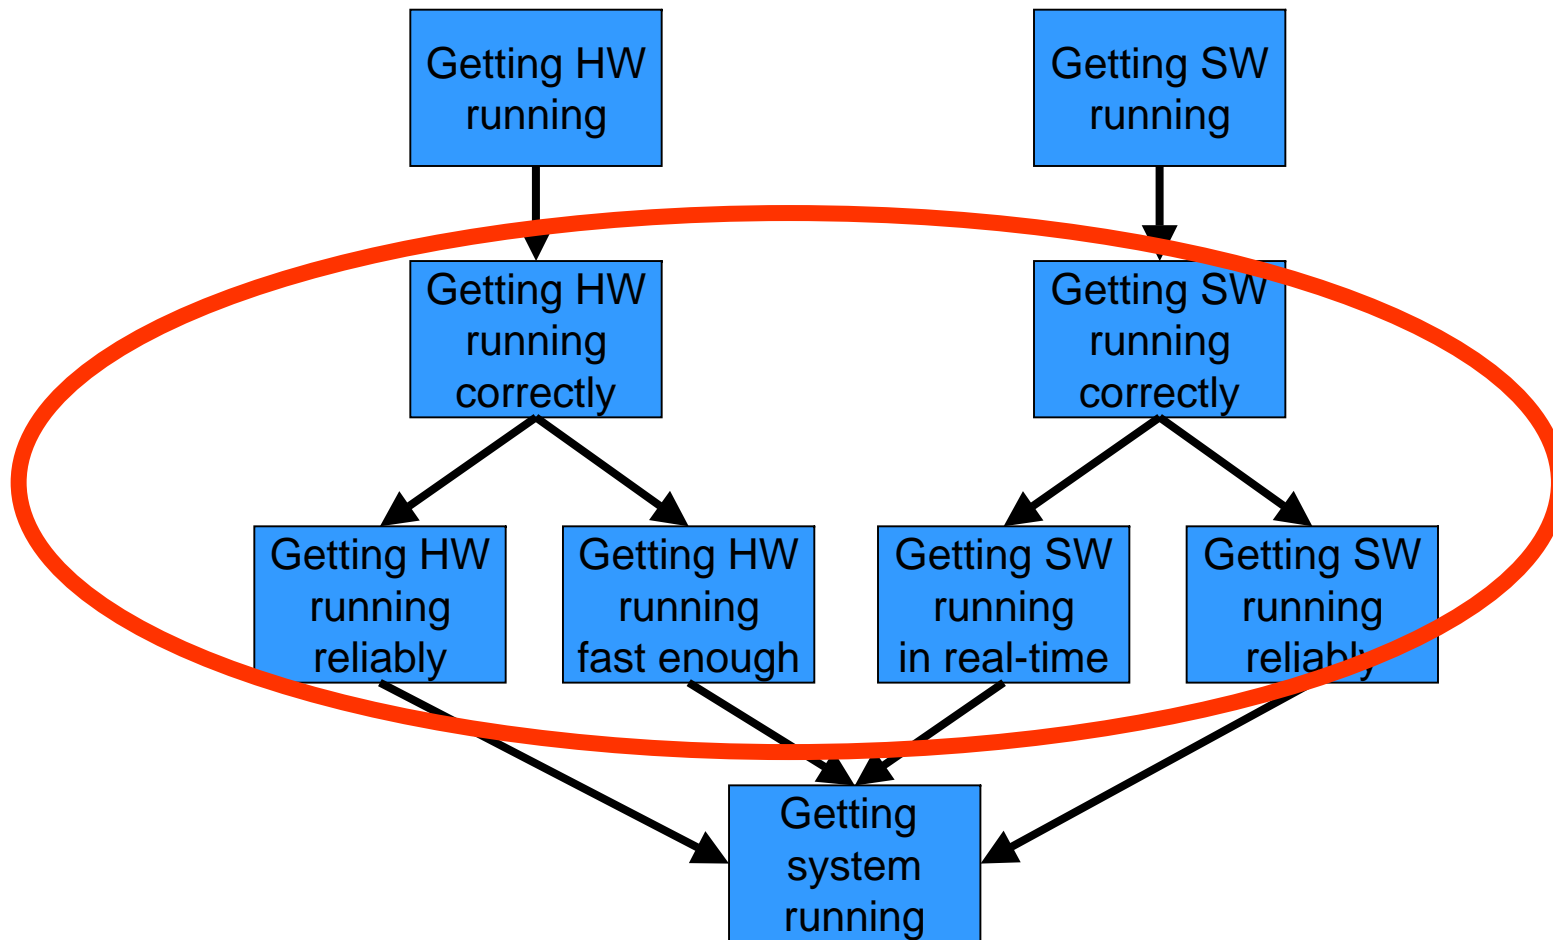 Getting HW
running
Getting SW
running
Getting HW
running
correctly
Getting SW
running
correctly
Getting HW
running
reliably
Getting HW
running
fast enough
Getting SW
running
in real-time
Getting SW
running
reliably
Getting
system
running